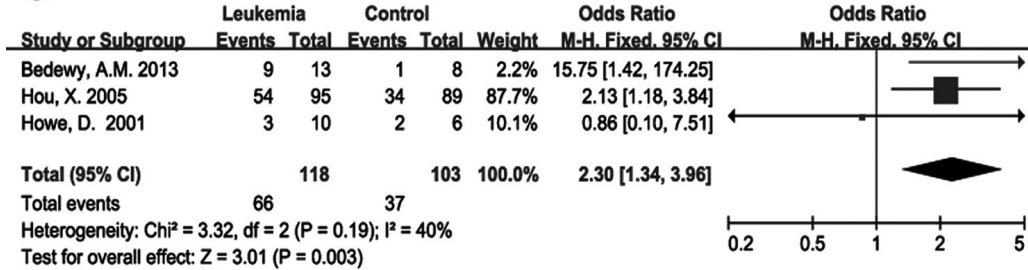 Leukemia Control Odds Ratio Odds Ratio
Study or Subgroup Events Total Events Total Weight M-H. Fixed. 95% CI M-H. Fixed. 95% CI
Bedewy, A.M. 2013 9 13 1 8 2.2% 15.75 [1.42, 174.25]
Hou, X. 2005 54 95 34 89 87.7% 2.13 [1.18, 3.84]
Howe, D. 2001 3 10 2 6 10.1% 0.86 [0.10, 7.51]
Total (95% CI) 118 103 100.0% 2.30 [1.34, 3.96]
Total events 66 37
Heterogeneity: Chi² = 3.32, df = 2 (P = 0.19); I² = 40%
Test for overall effect: Z = 3.01 (P = 0.003)
0.2 0.5 1 2 5